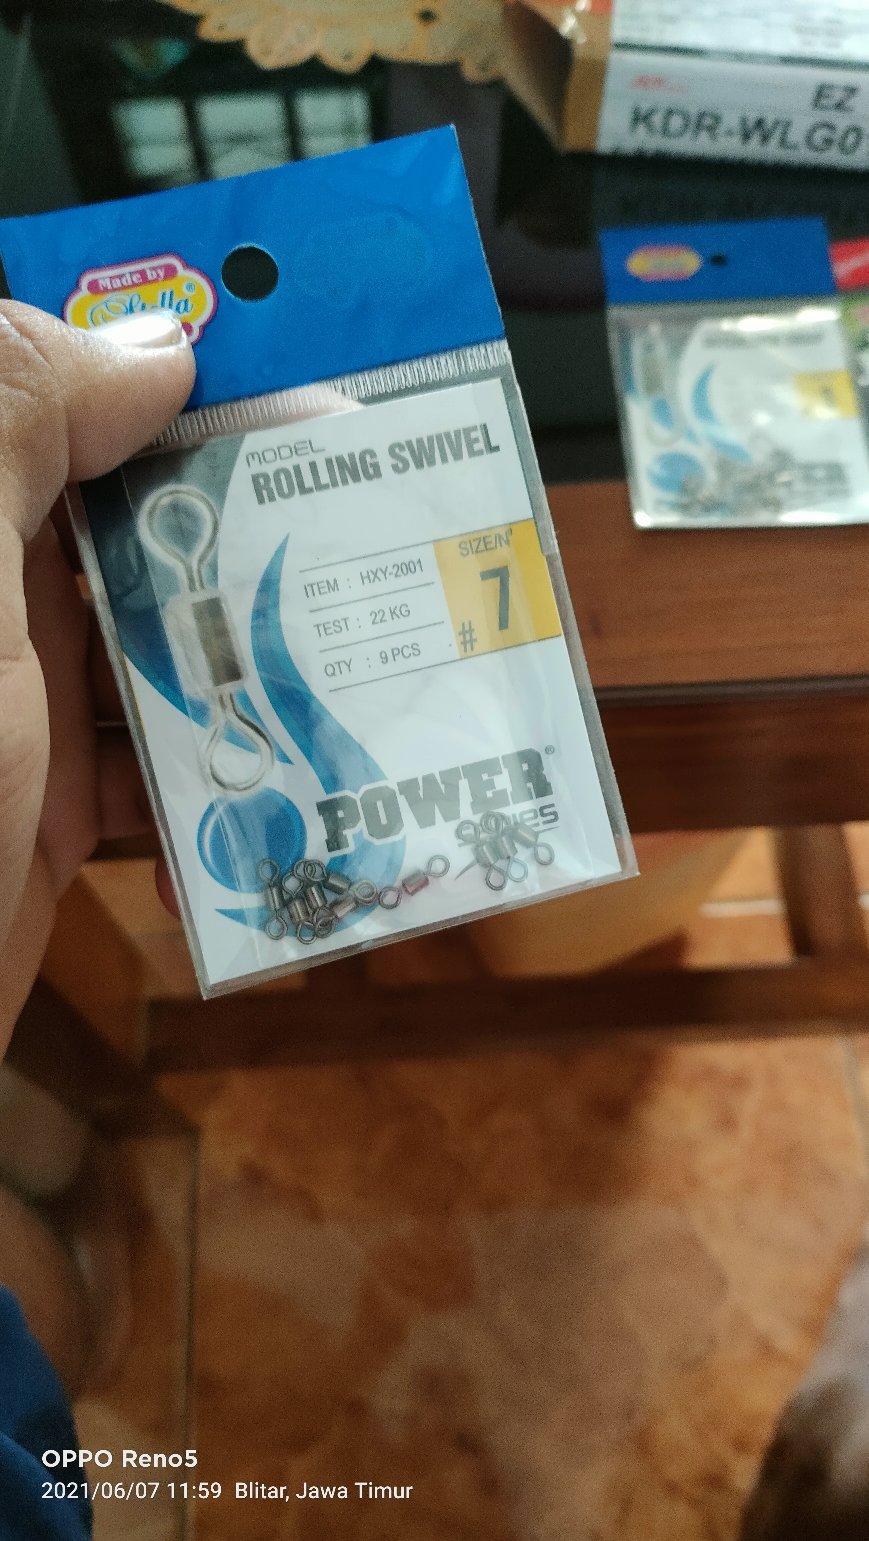 EZ
KDR-WLG0
Made by
MODEL
ROLLING SWIVEL
ITEM : HXY-2001
TEST : 22 KG
QTY : 9 PCS
SIZE/N°
# 7
POWER®
series
OPPO Reno5
2021/06/07 11:59 Blitar, Jawa Timur